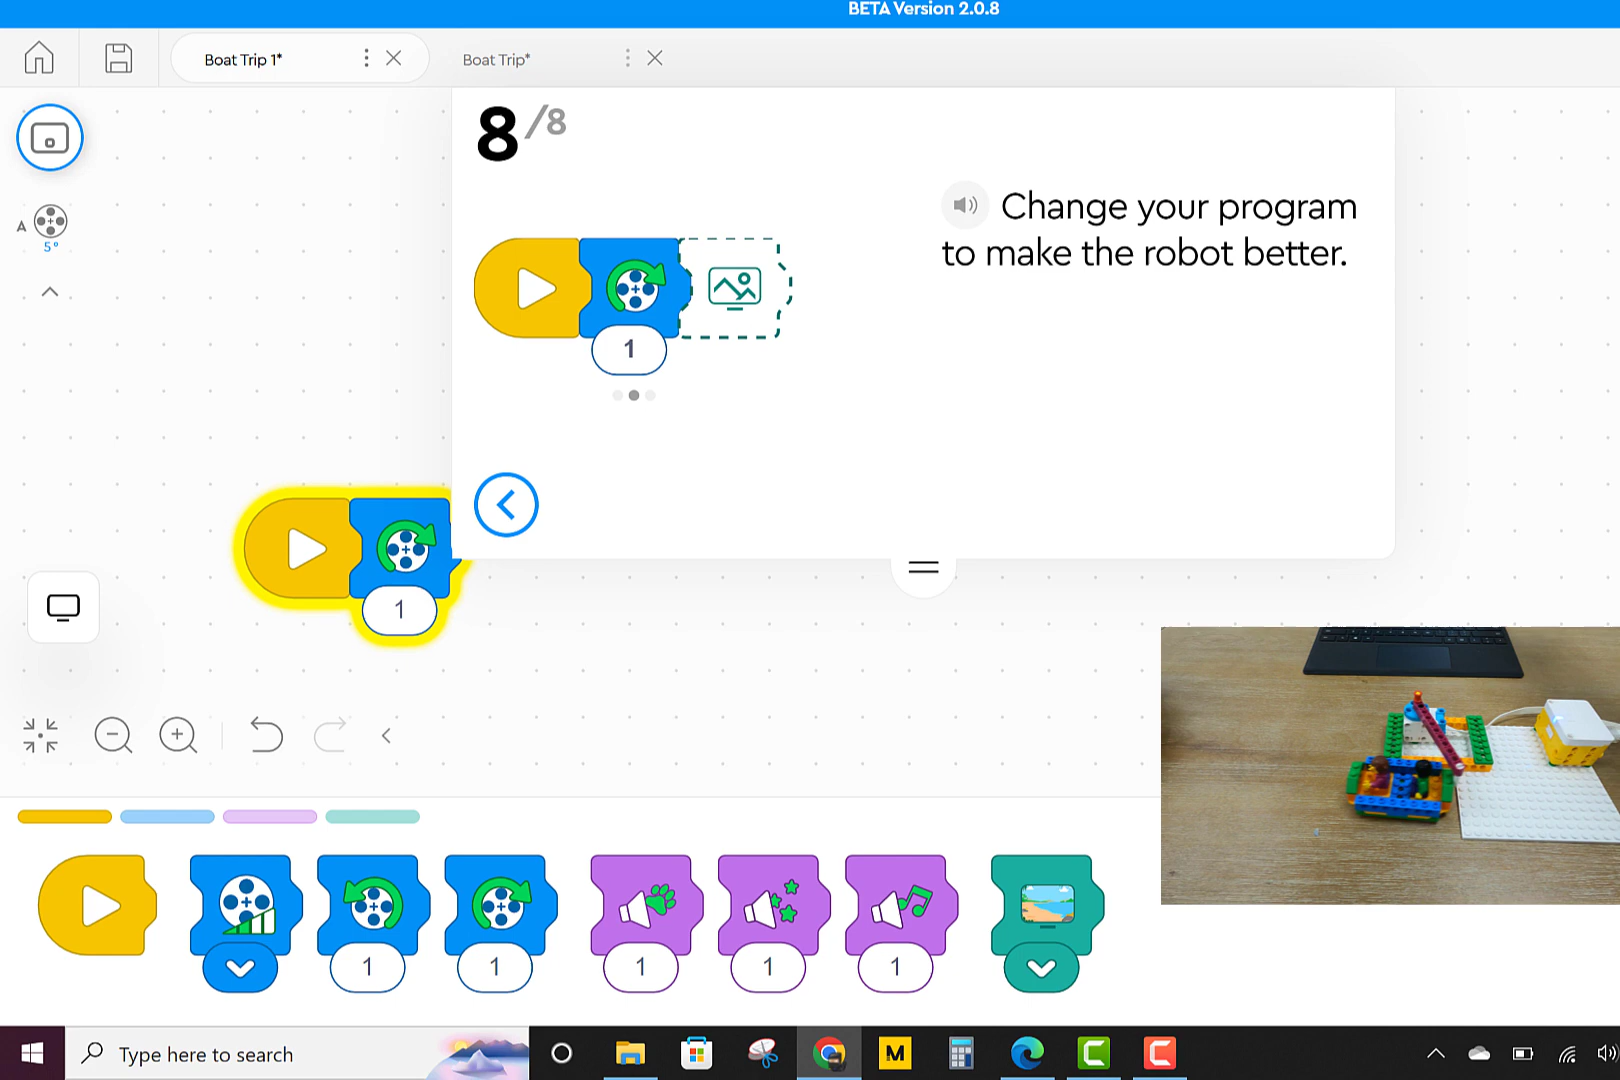 BETA Version 2.0.8
Boat Trip 1*
Boat Trip*
8/8
Change your program
to make the robot better.
1
A
5°
1
1
1
1
1
1
M
Type here to search